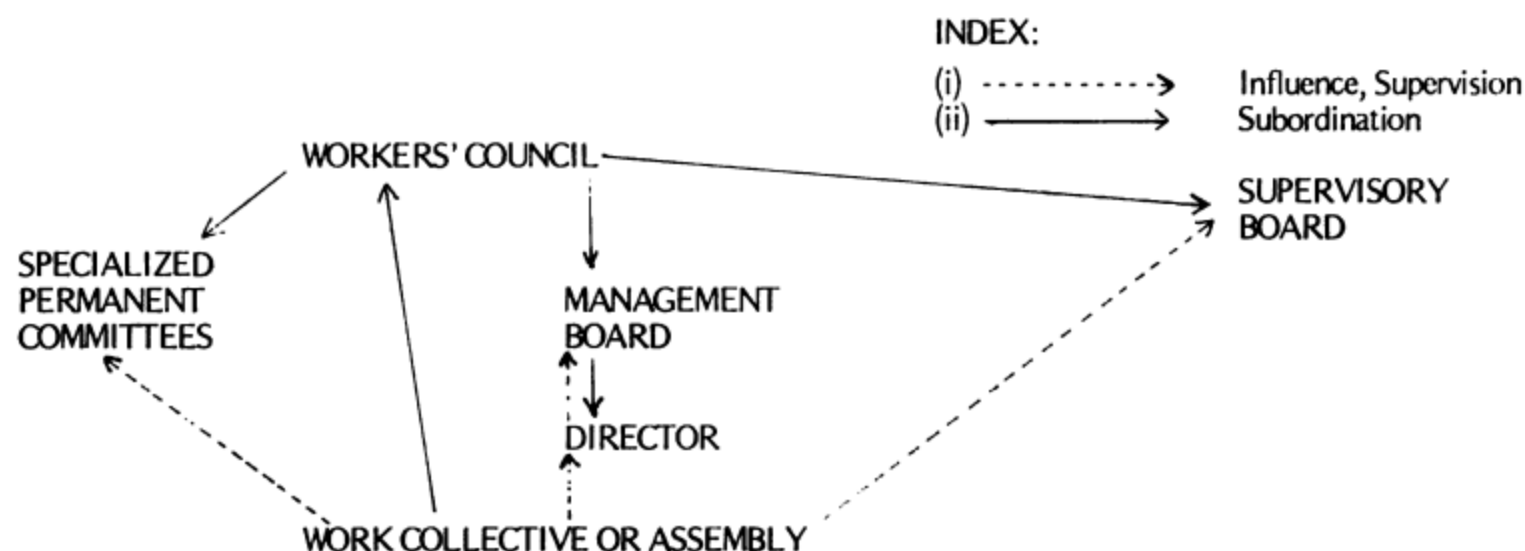 INDEX:
(i) Influence, Supervision
(ii) Subordination
WORKERS' COUNCIL
SUPERVISORY
BOARD
SPECIALIZED
PERMANENT
COMMITTEES
MANAGEMENT
BOARD
DIRECTOR
WORK COLLECTIVE OR ASSEMBLY